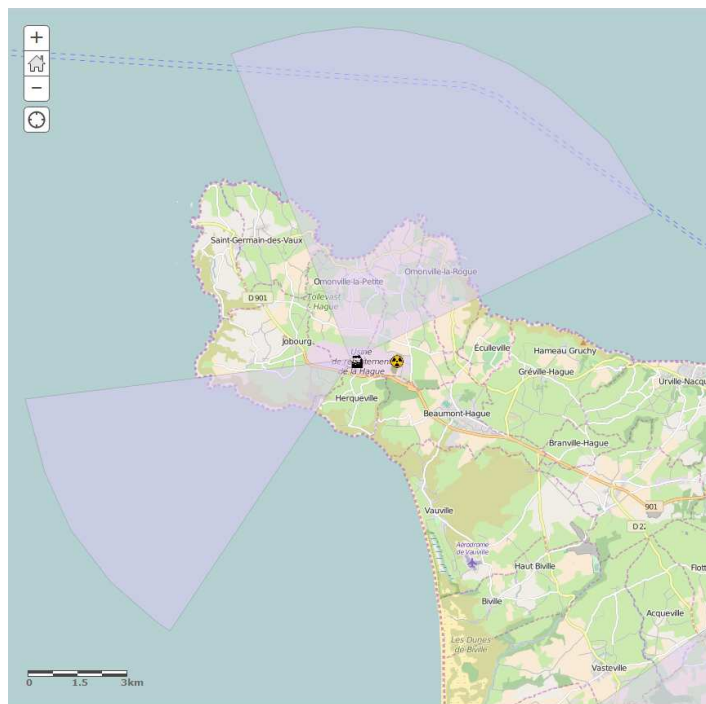 +
−
Saint-Germain-des-Vaux
Omonville-la-Petite
Omonville-la-Rogue
D 901
Tollevast
Hague
Jobourg
Usine
de la Hague
Éculleville
Hameau Gruchy
Gréville-Hague
Urville-Nacq
Herqueville
Beaumont-Hague
Branville-Hague
901
D 22
Vauville
Aérodrome
de Vauville
Haut Biville
Flott
Biville
Acqueville
Les Dunes
de Biville
Vasteville
0 1.5 3km